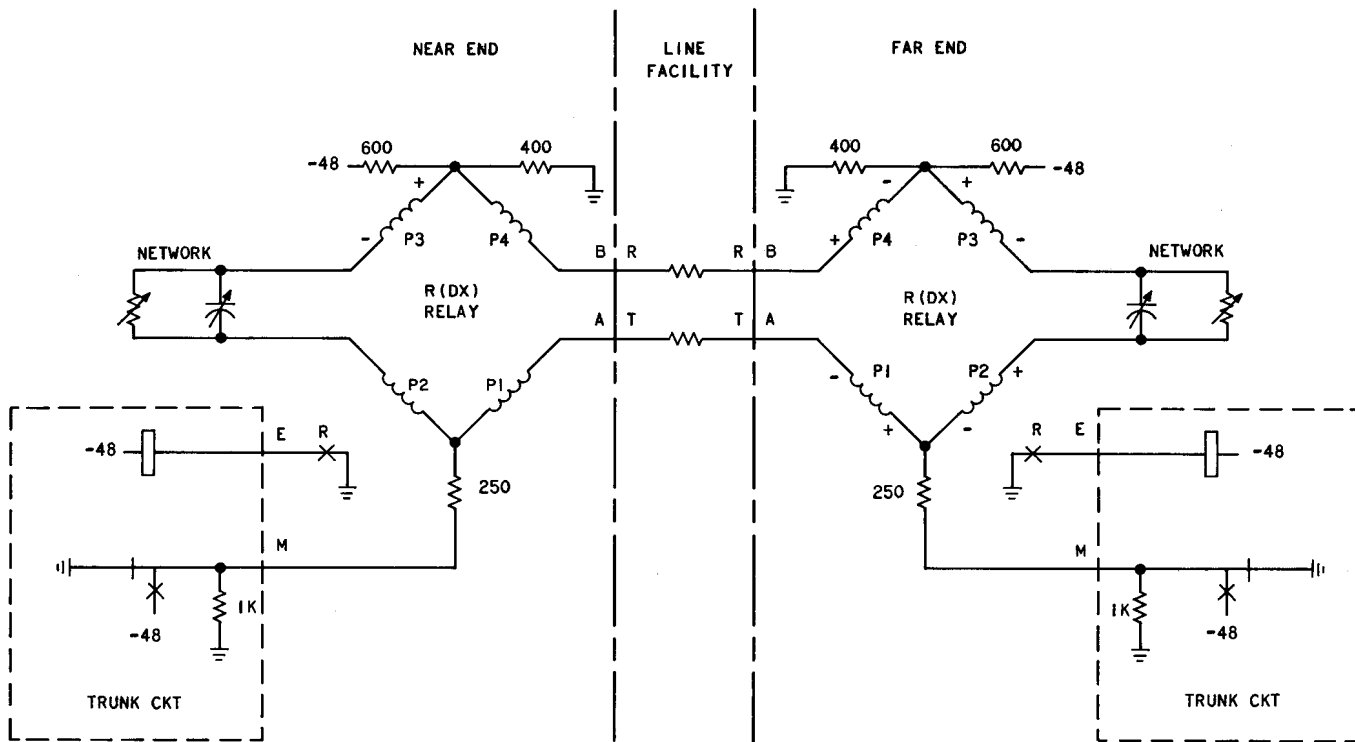 NEAR END
LINE
FACILITY
FAR END
600
400
-48
400
600
-48
+
-
+
-
P3
P4
+
P4
P3
-
NETWORK
B
R
R
B
NETWORK
R(DX)
RELAY
R(DX)
RELAY
A
T
T
A
P2
P1
-
P1
P2
+
+
-
E
R
-48
250
R
E
-48
250
M
M
1K
-48
1K
-48
TRUNK CKT
TRUNK CKT